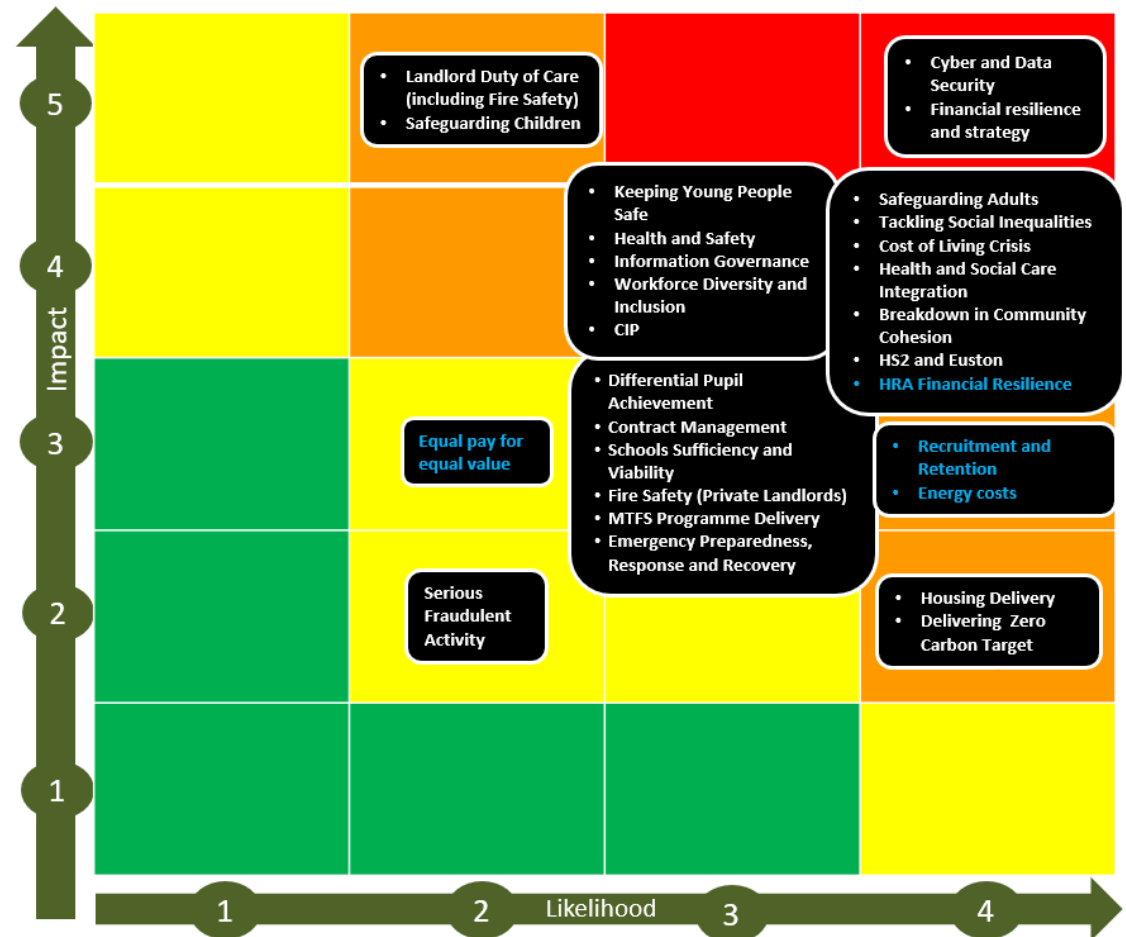 5
• Landlord Duty of Care
(including Fire Safety)
• Safeguarding Children
• Cyber and Data
Security
• Financial resilience
and strategy
4
• Keeping Young People
Safe
• Health and Safety
• Information Governance
• Workforce Diversity and
Inclusion
• CIP
• Safeguarding Adults
• Tackling Social Inequalities
• Cost of Living Crisis
• Health and Social Care
Integration
• Breakdown in Community
Cohesion
• HS2 and Euston
• HRA Financial Resilience
Impact
3
Equal pay for
equal value
• Differential Pupil
Achievement
• Contract Management
• Schools Sufficiency and
Viability
• Fire Safety (Private Landlords)
• MTFS Programme Delivery
• Emergency Preparedness,
Response and Recovery
• Recruitment and
Retention
• Energy costs
2
Serious
Fraudulent
Activity
• Housing Delivery
• Delivering Zero
Carbon Target
1
1
2
Likelihood
3
4